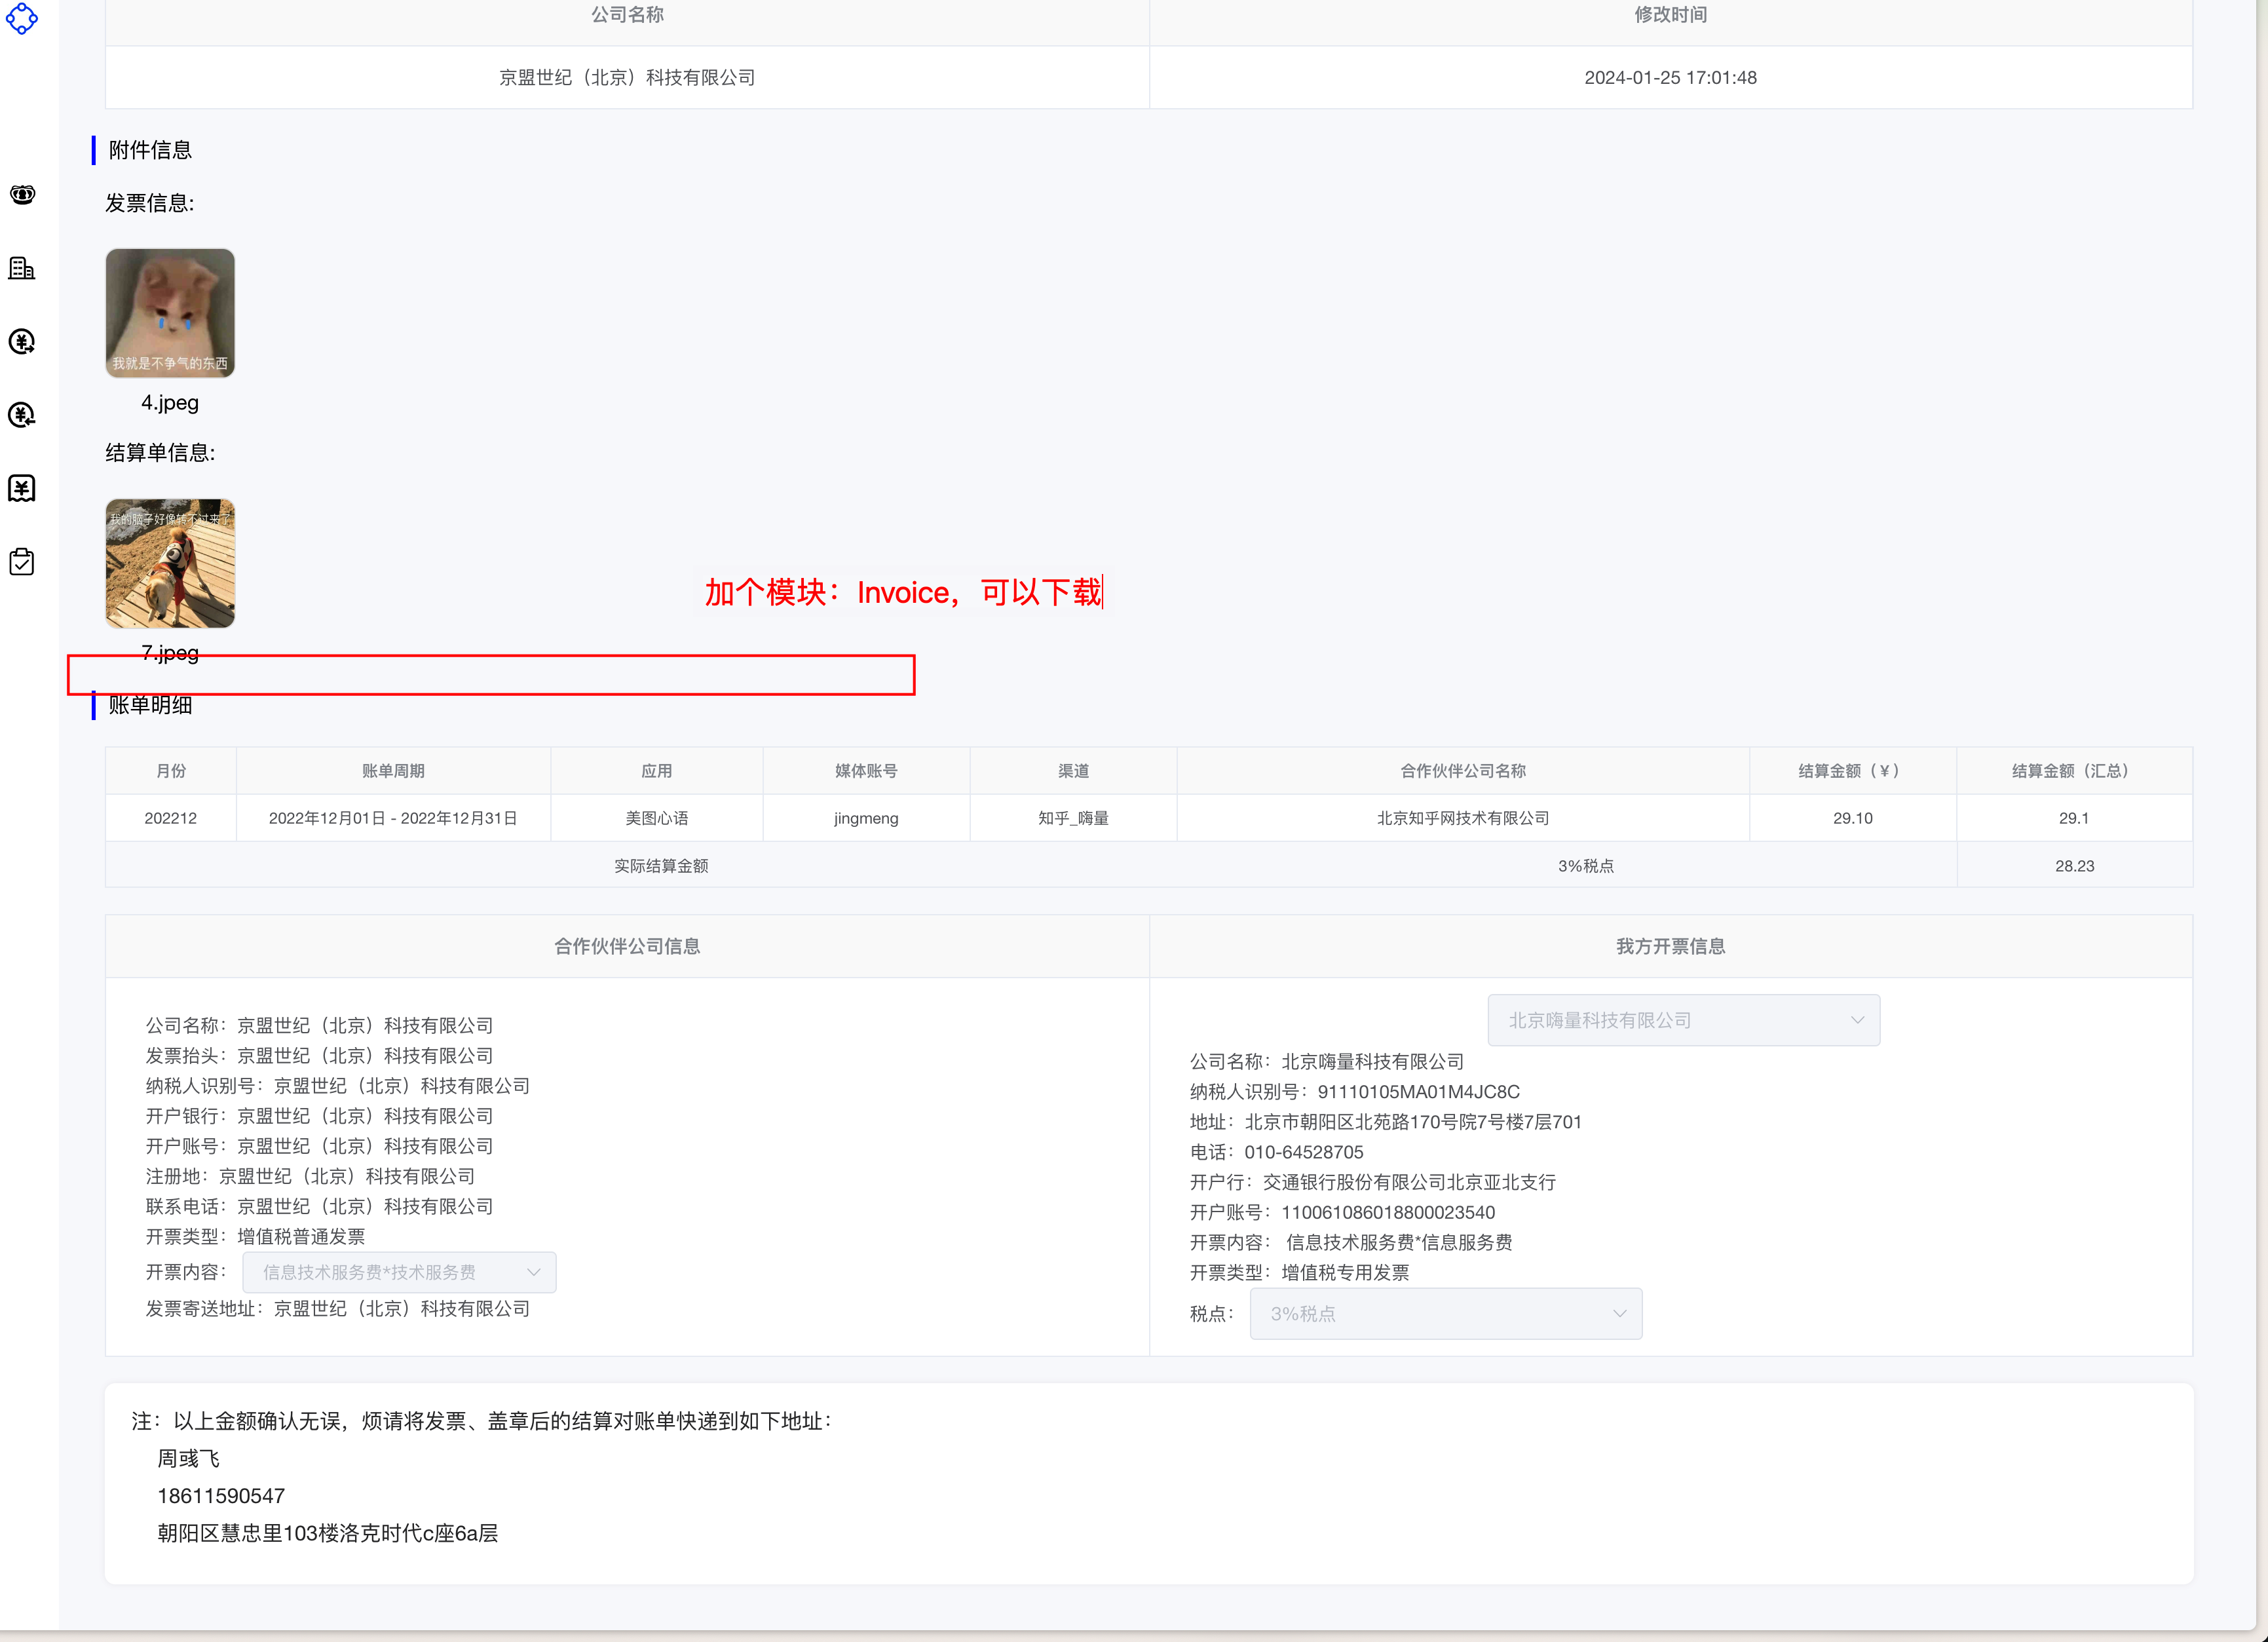 公司名称 修改时间
京盟世纪（北京）科技有限公司 2024-01-25 17:01:48
附件信息
发票信息:
我就是不争气的东西
4.jpeg
结算单信息:
我的脑子好像转不过来了
7.jpeg
加个模块：Invoice，可以下载
账单明细
月份 账单周期 应用 媒体账号 渠道 合作伙伴公司名称 结算金额（¥） 结算金额（汇总）
202212 2022年12月01日 - 2022年12月31日 美图心语 jingmeng 知乎_嗨量 北京知乎网技术有限公司 29.10 29.1
实际结算金额 3%税点 28.23
合作伙伴公司信息 我方开票信息
公司名称：京盟世纪（北京）科技有限公司
发票抬头：京盟世纪（北京）科技有限公司
纳税人识别号：京盟世纪（北京）科技有限公司
开户银行：京盟世纪（北京）科技有限公司
开户账号：京盟世纪（北京）科技有限公司
注册地：京盟世纪（北京）科技有限公司
联系电话：京盟世纪（北京）科技有限公司
开票类型：增值税普通发票
开票内容： 信息技术服务费*技术服务费
发票寄送地址：京盟世纪（北京）科技有限公司
北京嗨量科技有限公司
公司名称：北京嗨量科技有限公司
纳税人识别号：91110105MA01M4JC8C
地址：北京市朝阳区北苑路170号院7号楼7层701
电话：010-64528705
开户行：交通银行股份有限公司北京亚北支行
开户账号：110061086018800023540
开票内容： 信息技术服务费*信息服务费
开票类型：增值税专用发票
税点： 3%税点
注：以上金额确认无误，烦请将发票、盖章后的结算对账单快递到如下地址：
周彧飞
18611590547
朝阳区慧忠里103楼洛克时代c座6a层